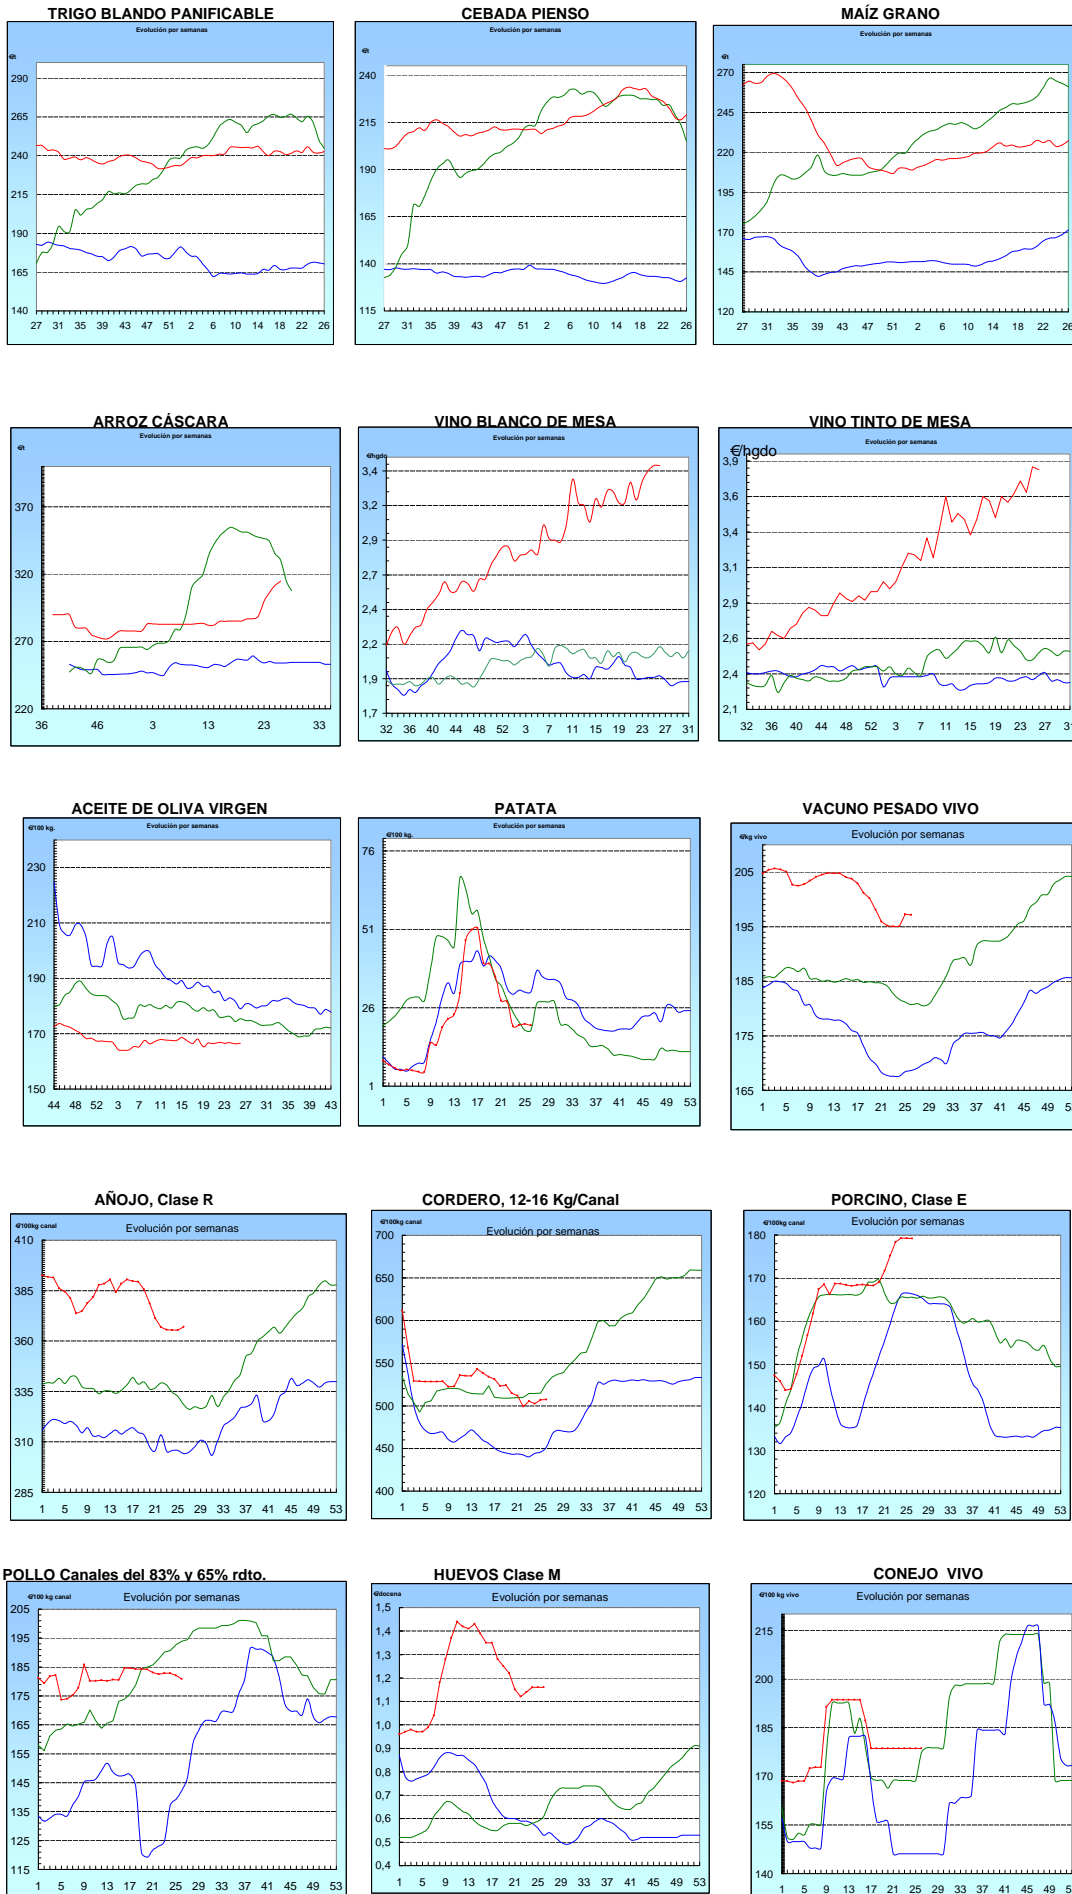 TRIGO BLANDO PANIFICABLE
Evolución por semanas
€/t
290
265
240
215
190
165
140
27 31 35 39 43 47 51 2 6 10 14 18 22 26
CEBADA PIENSO
Evolución por semanas
€/t
240
215
190
165
140
115
27 31 35 39 43 47 51 2 6 10 14 18 22 26
MAÍZ GRANO
Evolución por semanas
€/t
270
245
220
195
170
145
120
27 31 35 39 43 47 51 2 6 10 14 18 22 26
ARROZ CÁSCARA
Evolución por semanas
€/t
370
320
270
220
36 46 3 13 23 33
VINO BLANCO DE MESA
Evolución por semanas
€/hgdo
3,4
3,2
2,9
2,7
2,4
2,2
1,9
1,7
32 36 40 44 48 52 3 7 11 15 19 23 27 31
VINO TINTO DE MESA
Evolución por semanas
€/hgdo
3,9
3,6
3,4
3,1
2,9
2,6
2,4
2,1
32 36 40 44 48 52 3 7 11 15 19 23 27 31
ACEITE DE OLIVA VIRGEN
Evolución por semanas
€/100 kg.
230
210
190
170
150
44 48 52 3 7 11 15 19 23 27 31 35 39 43
PATATA
Evolución por semanas
€/100 kg.
76
51
26
1
1 5 9 13 17 21 25 29 33 37 41 45 49 53
VACUNO PESADO VIVO
Evolución por semanas
€/kg vivo
205
195
185
175
165
1 5 9 13 17 21 25 29 33 37 41 45 49 53
AÑOJO, Clase R
Evolución por semanas
€/100kg canal
410
385
360
335
310
285
1 5 9 13 17 21 25 29 33 37 41 45 49 53
CORDERO, 12-16 Kg/Canal
Evolución por semanas
€/100kg canal
700
650
600
550
500
450
400
1 5 9 13 17 21 25 29 33 37 41 45 49 53
PORCINO, Clase E
Evolución por semanas
€/100kg canal
180
170
160
150
140
130
120
1 5 9 13 17 21 25 29 33 37 41 45 49 53
POLLO Canales del 83% y 65% rdto.
Evolución por semanas
€/100 kg canal
205
195
185
175
165
155
145
135
125
115
1 5 9 13 17 21 25 29 33 37 41 45 49 53
HUEVOS Clase M
Evolución por semanas
€/docena
1,5
1,4
1,3
1,2
1,1
1,0
0,9
0,8
0,7
0,6
0,5
0,4
1 5 9 13 17 21 25 29 33 37 41 45 49 53
CONEJO VIVO
Evolución por semanas
€/100 kg vivo
215
200
185
170
155
140
1 5 9 13 17 21 25 29 33 37 41 45 49 53